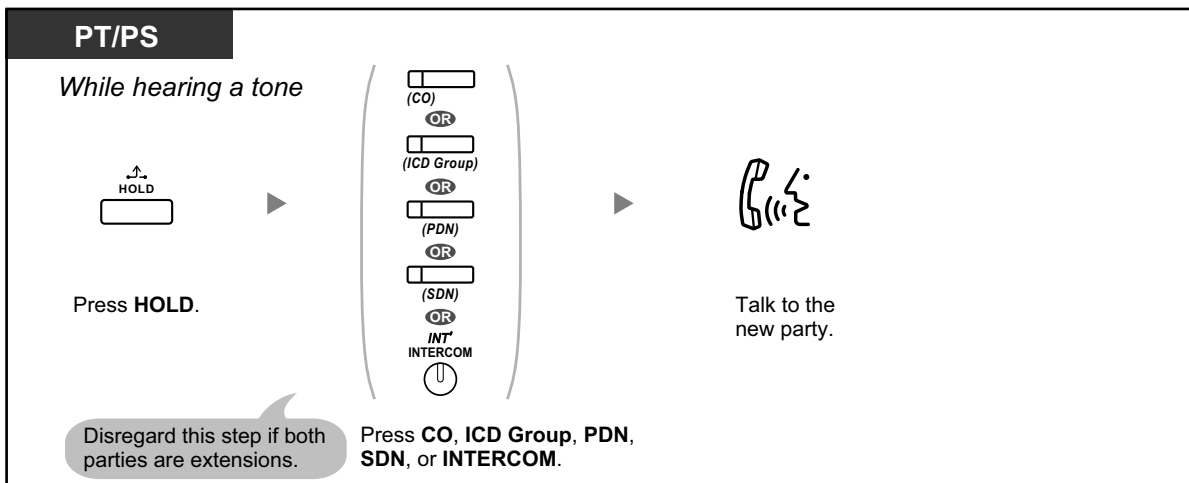 PT/PS
While hearing a tone
HOLD
Press HOLD.
(CO)
OR
(ICD Group)
OR
(PDN)
OR
(SDN)
OR
INT'
INTERCOM
Disregard this step if both
parties are extensions.
Press CO, ICD Group, PDN,
SDN, or INTERCOM.
Talk to the
new party.